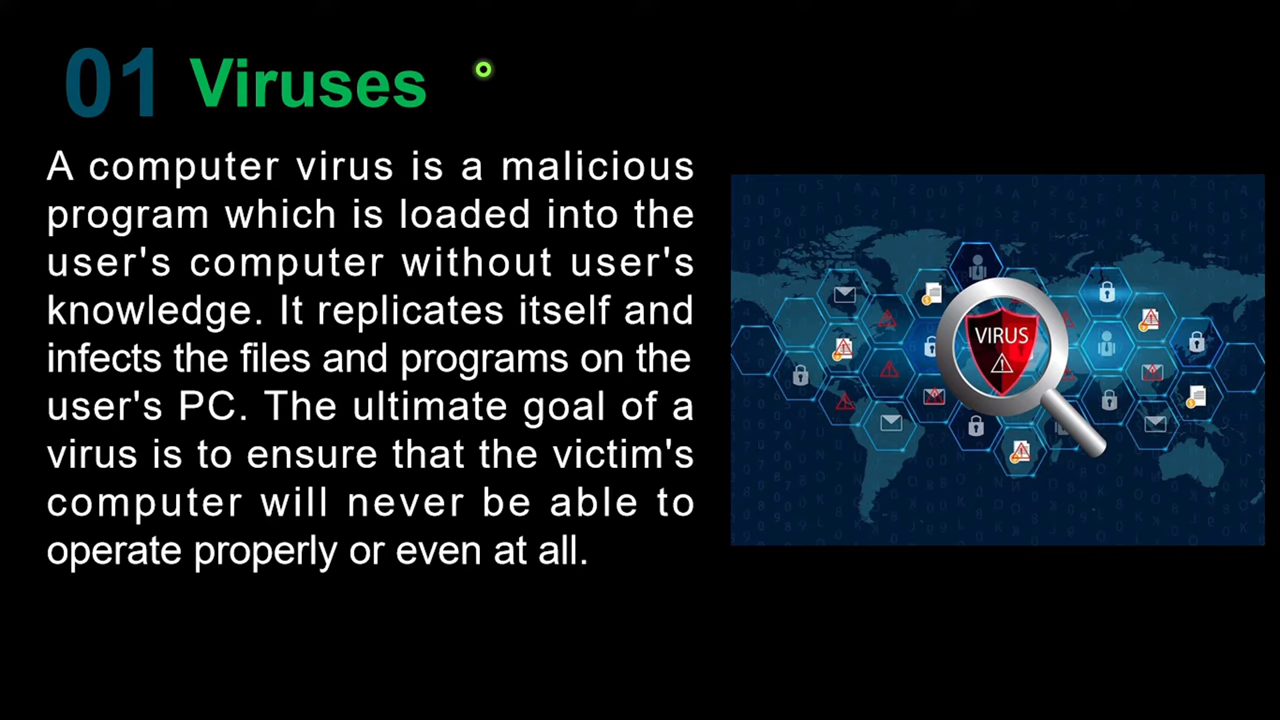 01 Viruses
A computer virus is a malicious
program which is loaded into the
user's computer without user's
knowledge. It replicates itself and
infects the files and programs on the
user's PC. The ultimate goal of a
virus is to ensure that the victim's
computer will never be able to
operate properly or even at all.
VIRUS